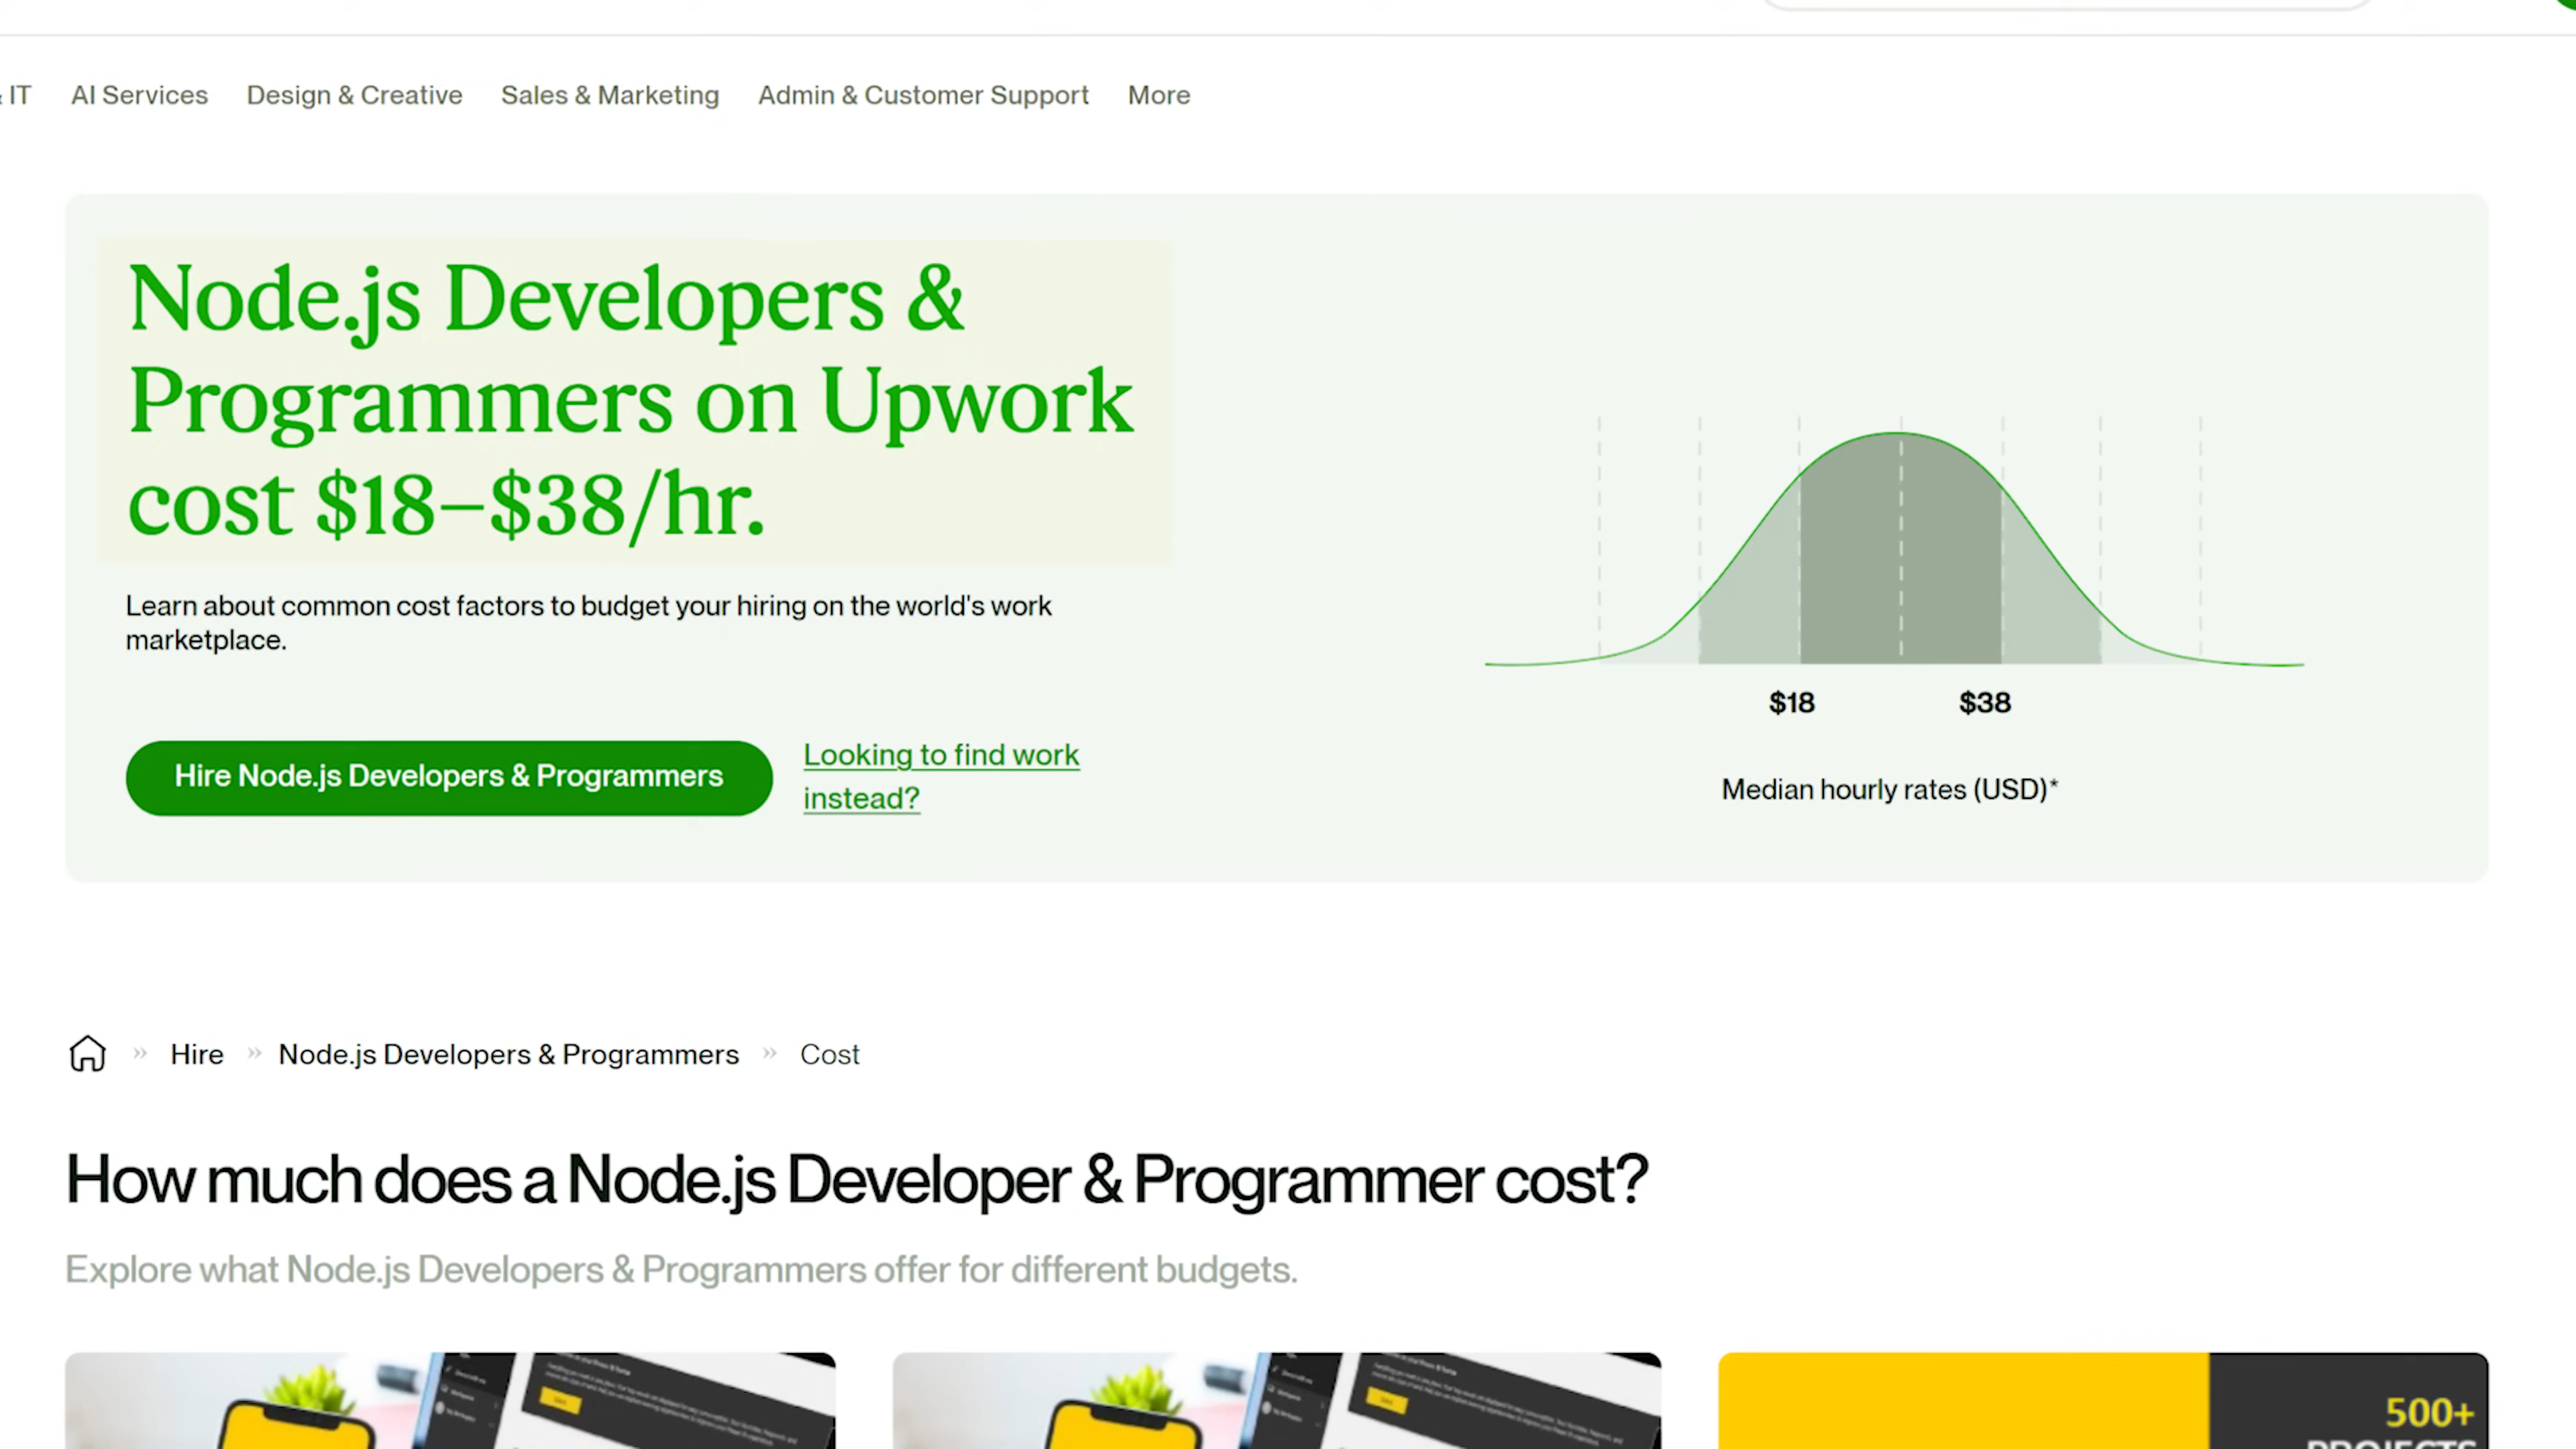 IT
AI Services
Design & Creative
Sales & Marketing
Admin & Customer Support
More
Node.js Developers &
Programmers on Upwork
cost $18–$38/hr.
Learn about common cost factors to budget your hiring on the world's work
marketplace.
Hire Node.js Developers & Programmers
Looking to find work
instead?
$18
$38
Median hourly rates (USD)*
» Hire » Node.js Developers & Programmers » Cost
How much does a Node.js Developer & Programmer cost?
Explore what Node.js Developers & Programmers offer for different budgets.
500+
PROJECTS